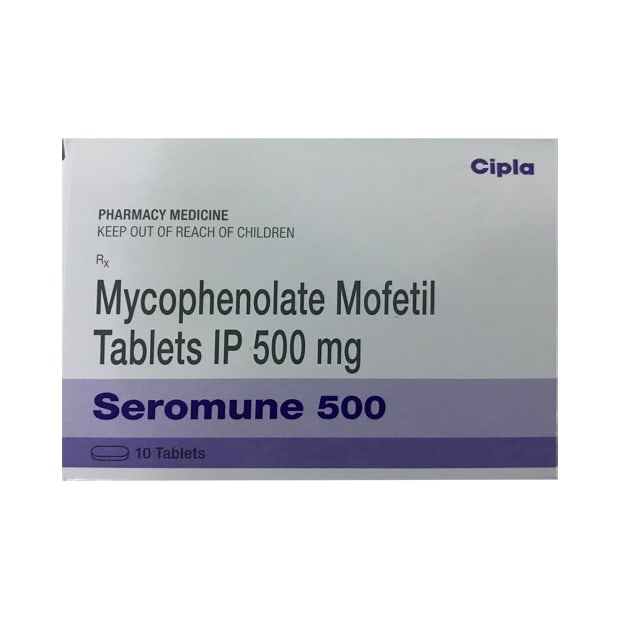 Cipla
PHARMACY MEDICINE
KEEP OUT OF REACH OF CHILDREN
Rx
Mycophenolate Mofetil
Tablets IP 500 mg
Seromune 500
10 Tablets